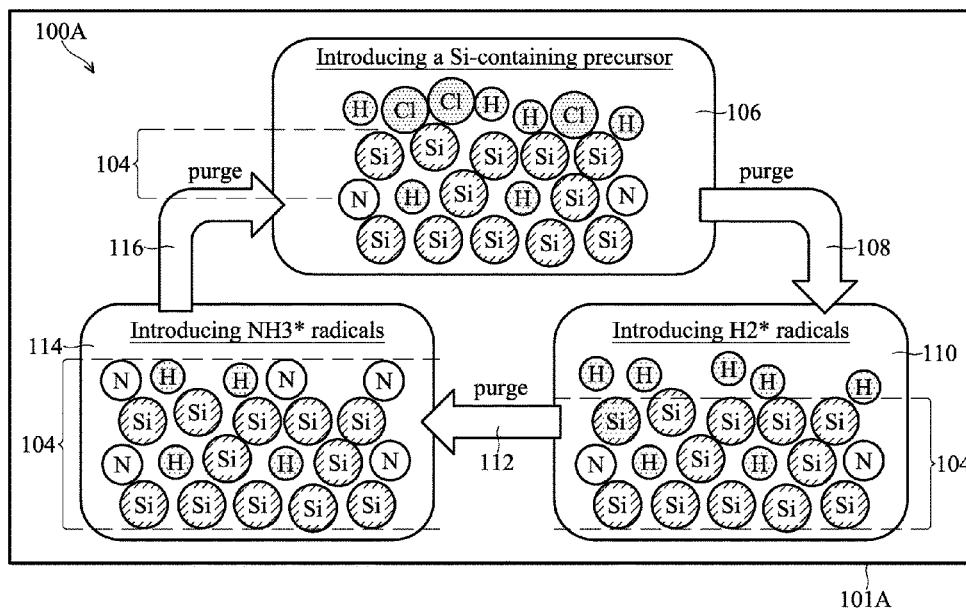 100A
Introducing a Si-containing precursor
H Cl Cl H H Cl H
106
104
Si Si Si Si Si
purge
purge
N H Si H Si N
116
Si Si Si Si Si
108
Introducing NH3* radicals
Introducing H2* radicals
114
110
N H H N N
H H H H H
purge
Si Si Si Si Si
Si Si Si Si Si
104
N H Si H Si N
112
N H Si H Si N
104
Si Si Si Si Si
Si Si Si Si Si
101A